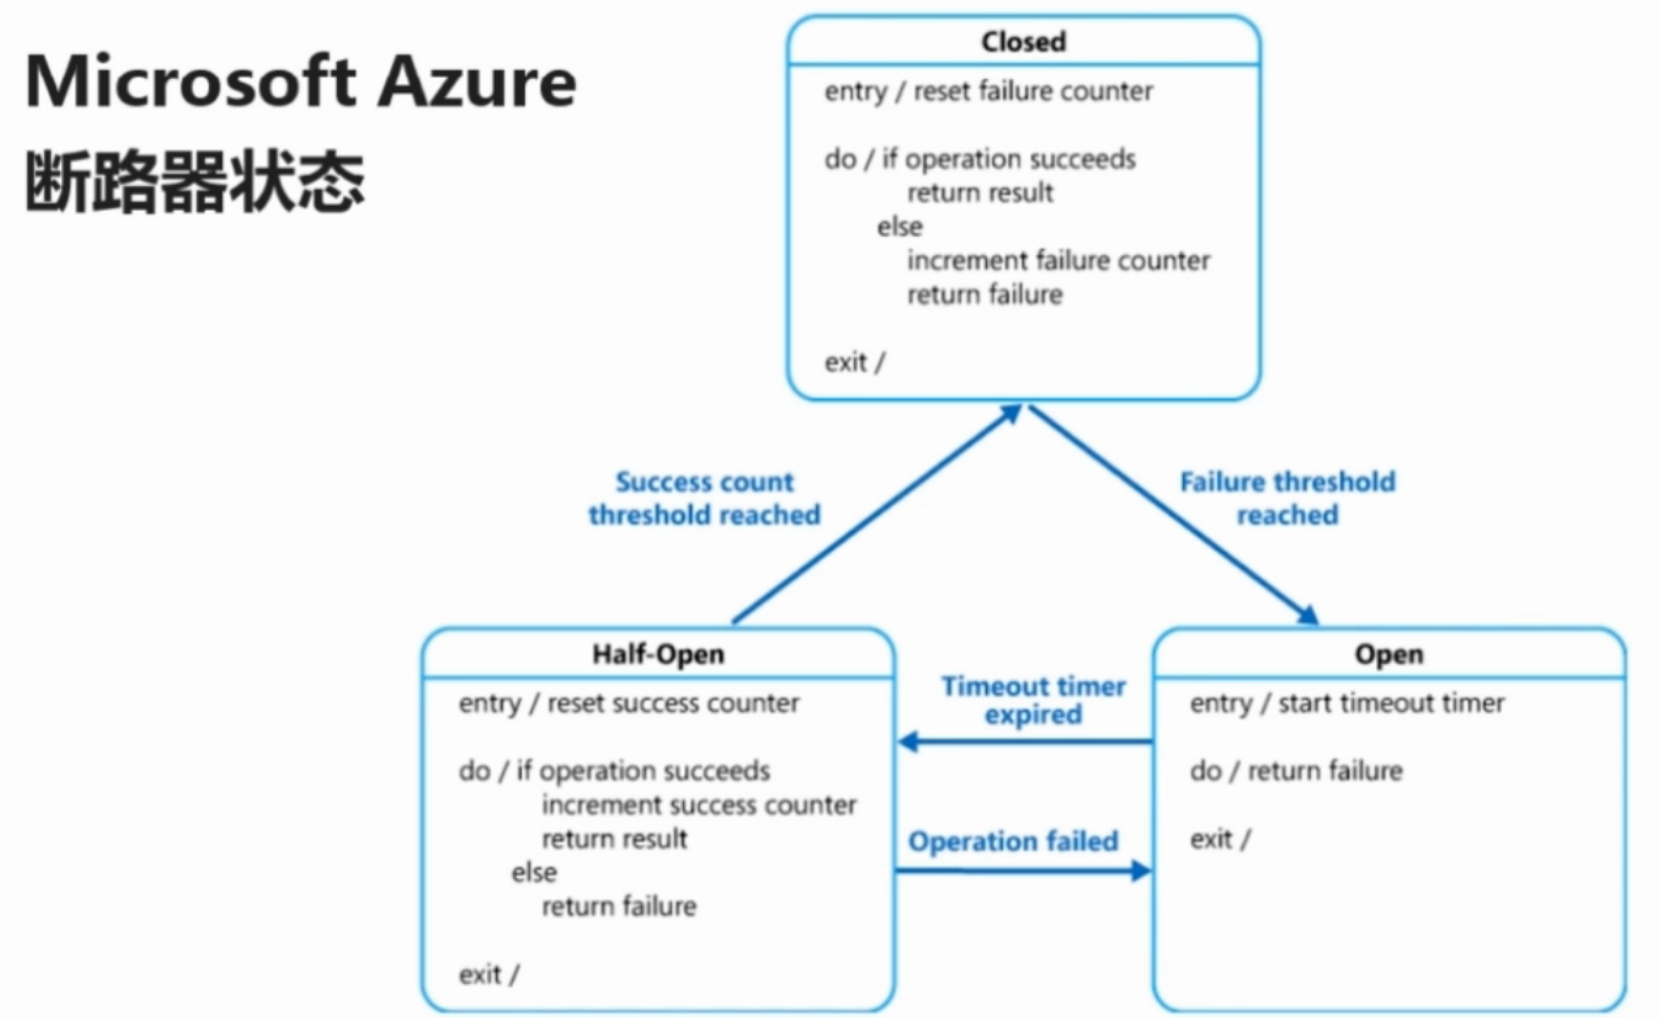 Microsoft Azure
断路器状态
Closed
entry / reset failure counter
do / if operation succeeds
return result
else
increment failure counter
return failure
exit /
Success count
threshold reached
Failure threshold
reached
Half-Open
entry / reset success counter
do / if operation succeeds
increment success counter
return result
else
return failure
exit /
Timeout timer
expired
Operation failed
Open
entry / start timeout timer
do / return failure
exit /